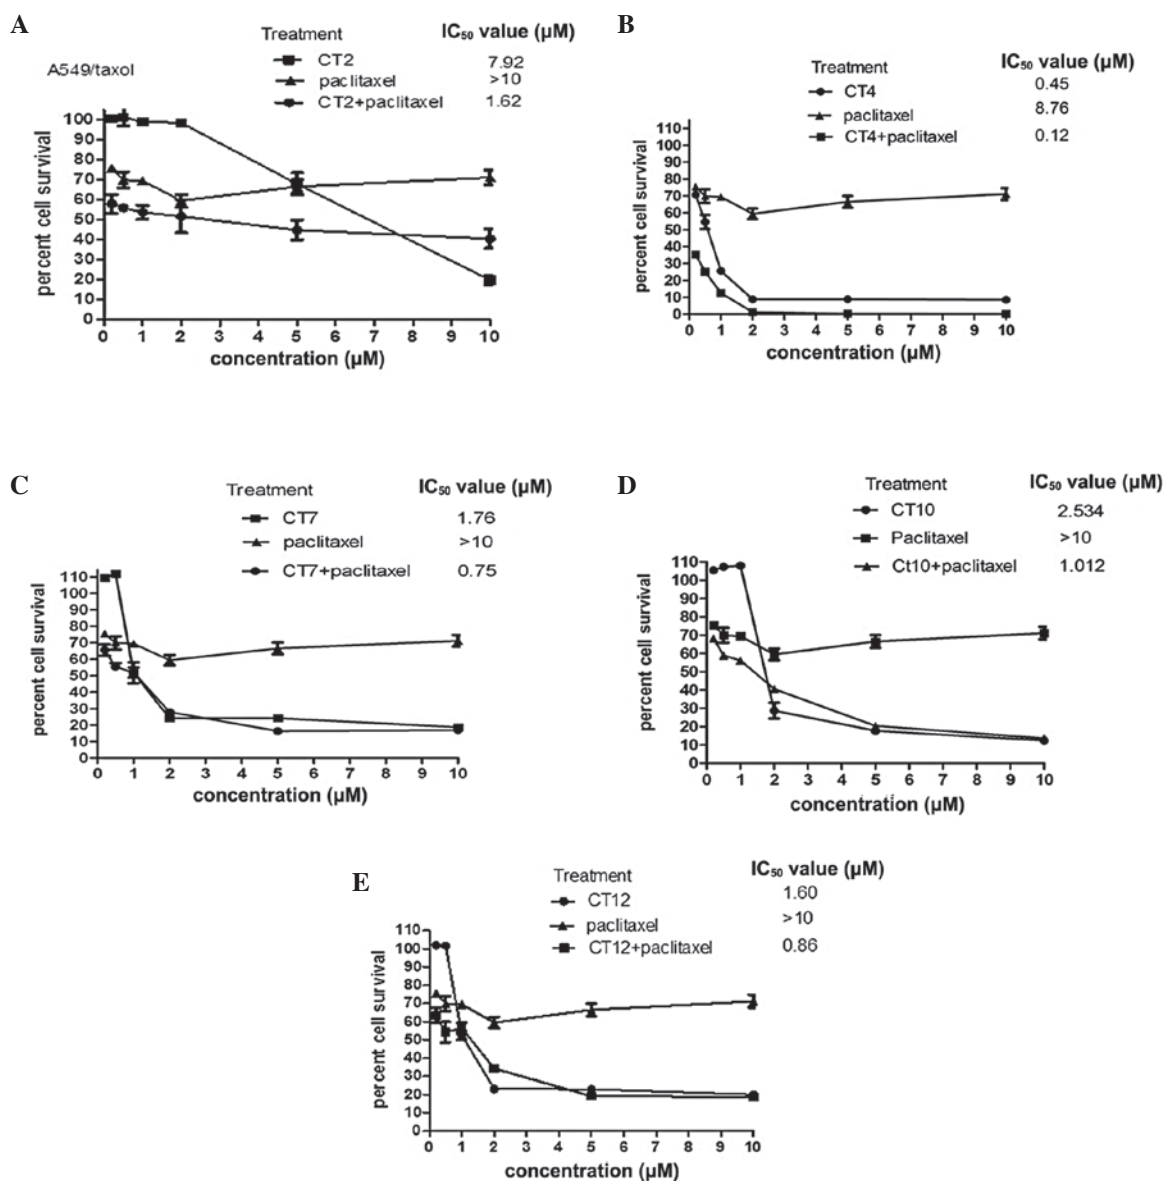 A
Treatment IC50 value (µM)
A549/taxol
CT2 7.92
paclitaxel >10
CT2+paclitaxel 1.62
percent cell survival
100
90
80
70
60
50
40
30
20
10
0
0 1 2 3 4 5 6 7 8 9 10
concentration (µM)
B
Treatment IC50 value (µM)
CT4 0.45
paclitaxel 8.76
CT4+paclitaxel 0.12
percent cell survival
110
100
90
80
70
60
50
40
30
20
10
0
0 1 2 3 4 5 6 7 8 9 10
concentration (µM)
C
Treatment IC50 value (µM)
CT7 1.76
paclitaxel >10
CT7+paclitaxel 0.75
percent cell survival
110
100
90
80
70
60
50
40
30
20
10
0
0 1 2 3 4 5 6 7 8 9 10
concentration (µM)
D
Treatment IC50 value (µM)
CT10 2.534
Paclitaxel >10
Ct10+paclitaxel 1.012
percent cell survival
110
100
90
80
70
60
50
40
30
20
10
0
0 1 2 3 4 5 6 7 8 9 10
concentration (µM)
E
Treatment IC50 value (µM)
CT12 1.60
paclitaxel >10
CT12+paclitaxel 0.86
percent cell survival
110
100
90
80
70
60
50
40
30
20
10
0
0 1 2 3 4 5 6 7 8 9 10
concentration (µM)